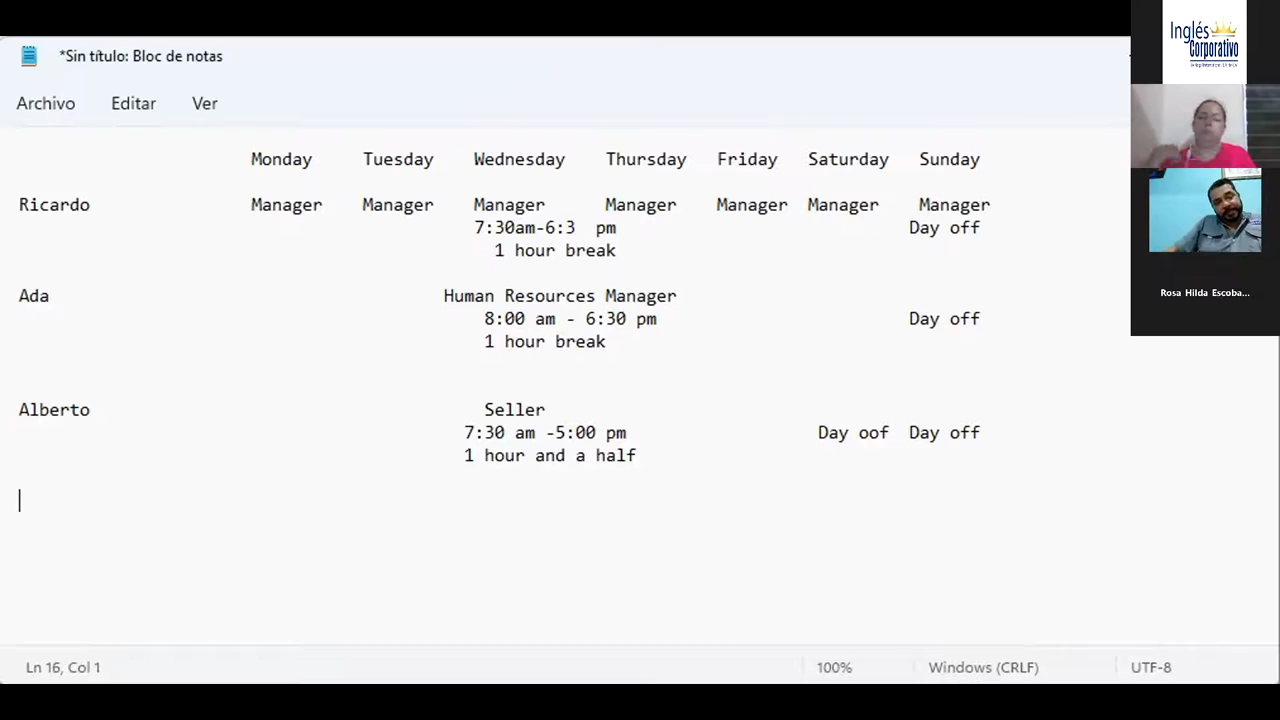 *Sin título: Bloc de notas
Inglés
Corporativo
Archivo Editar Ver
Monday Tuesday Wednesday Thursday Friday Saturday Sunday
Ricardo Manager Manager Manager Manager Manager Manager Manager
7:30am-6:3 pm Day off
1 hour break
Rosa Hilda Escoba...
Ada Human Resources Manager
8:00 am - 6:30 pm Day off
1 hour break
Alberto Seller
7:30 am -5:00 pm Day oof Day off
1 hour and a half
Ln 16, Col 1 100% Windows (CRLF) UTF-8